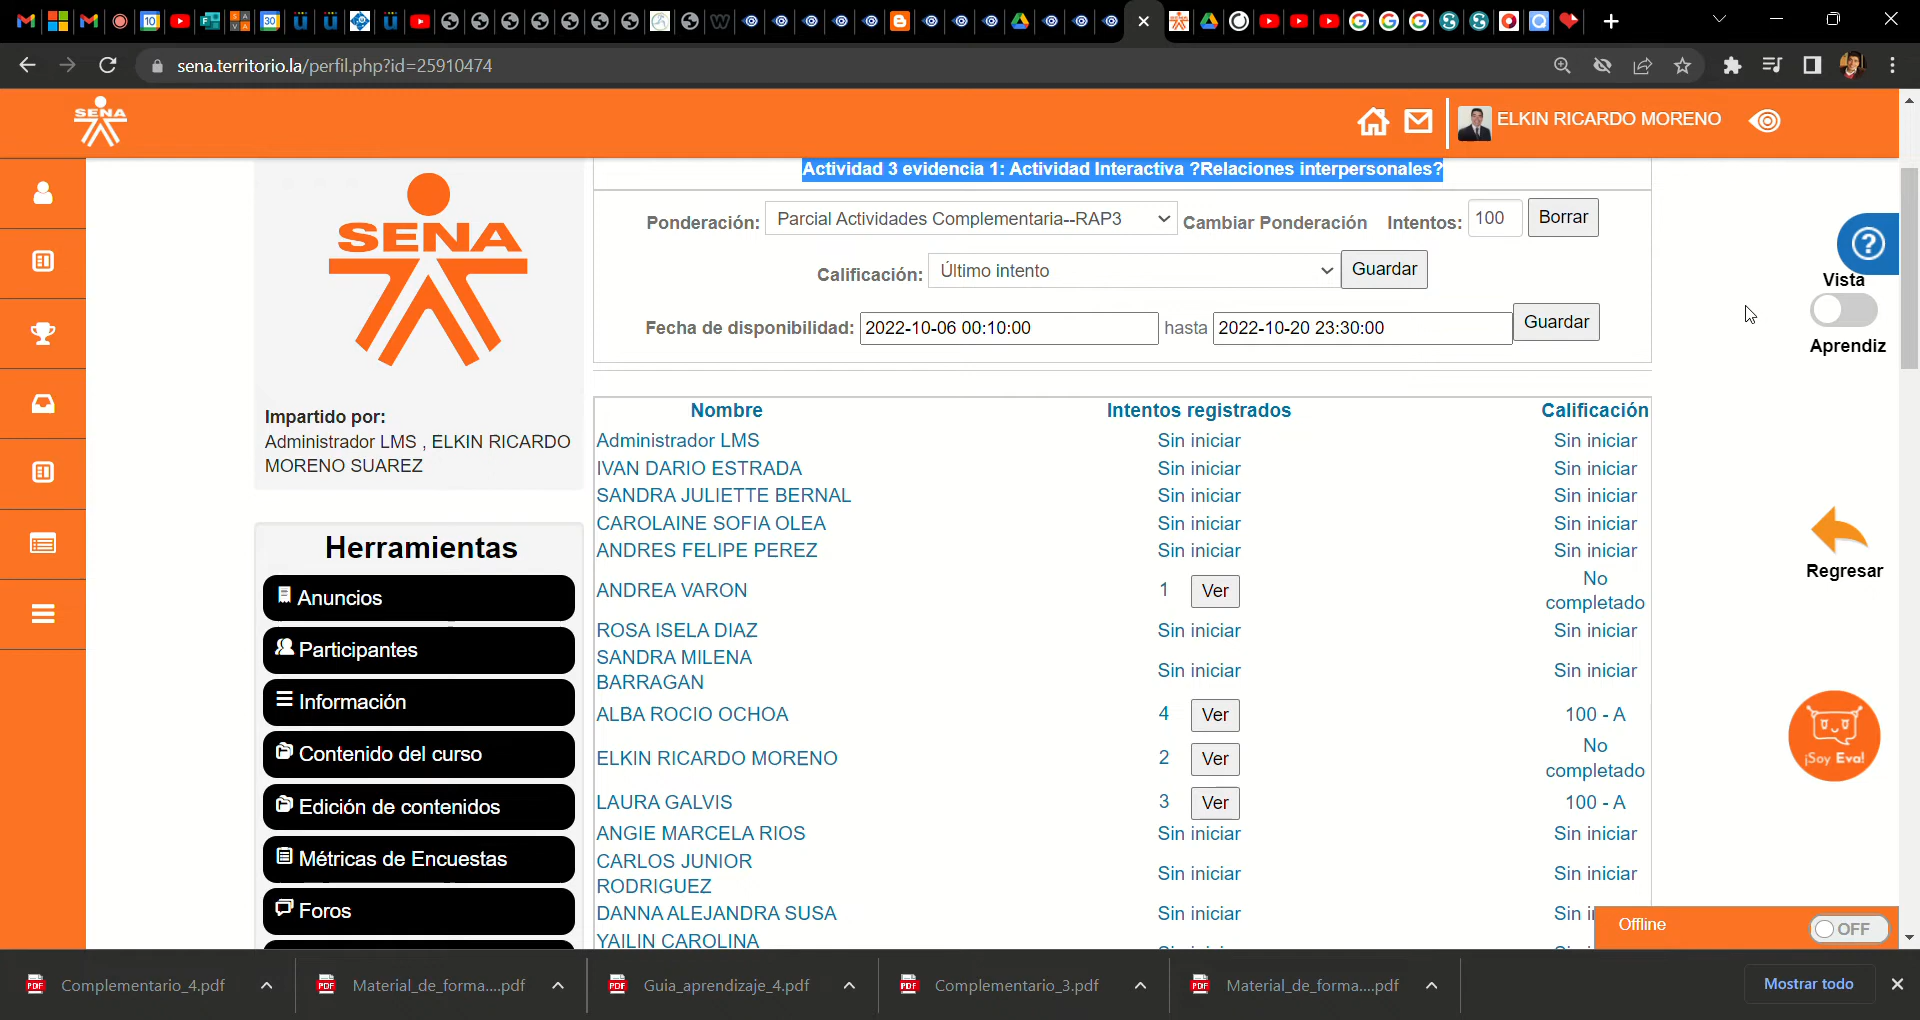 sena.territorio.la/perfil.php?id=25910474
SENA
ELKIN RICARDO MORENO
Actividad 3 evidencia 1: Actividad Interactiva ?Relaciones interpersonales?
Ponderación: Parcial Actividades Complementaria--RAP3 Cambiar Ponderación Intentos: 100 Borrar
Calificación: Último intento Guardar
Fecha de disponibilidad: 2022-10-06 00:10:00 hasta 2022-10-20 23:30:00 Guardar
Vista
Aprendiz
Regresar
¡Soy Eva!
SENA
Impartido por:
Administrador LMS , ELKIN RICARDO
MORENO SUAREZ
Herramientas
Anuncios
Participantes
Información
Contenido del curso
Edición de contenidos
Métricas de Encuestas
Foros
Nombre Intentos registrados Calificación
Administrador LMS Sin iniciar Sin iniciar
IVAN DARIO ESTRADA Sin iniciar Sin iniciar
SANDRA JULIETTE BERNAL Sin iniciar Sin iniciar
CAROLAINE SOFIA OLEA Sin iniciar Sin iniciar
ANDRES FELIPE PEREZ Sin iniciar Sin iniciar
ANDREA VARON 1 Ver No
completado
ROSA ISELA DIAZ Sin iniciar Sin iniciar
SANDRA MILENA
BARRAGAN Sin iniciar Sin iniciar
ALBA ROCIO OCHOA 4 Ver 100 - A
ELKIN RICARDO MORENO 2 Ver No
completado
LAURA GALVIS 3 Ver 100 - A
ANGIE MARCELA RIOS Sin iniciar Sin iniciar
CARLOS JUNIOR
RODRIGUEZ Sin iniciar Sin iniciar
DANNA ALEJANDRA SUSA Sin iniciar Sin
YAILIN CAROLINA
Offline OFF
Complementario_4.pdf Material_de_forma....pdf Guia_aprendizaje_4.pdf Complementario_3.pdf Material_de_forma....pdf Mostrar todo